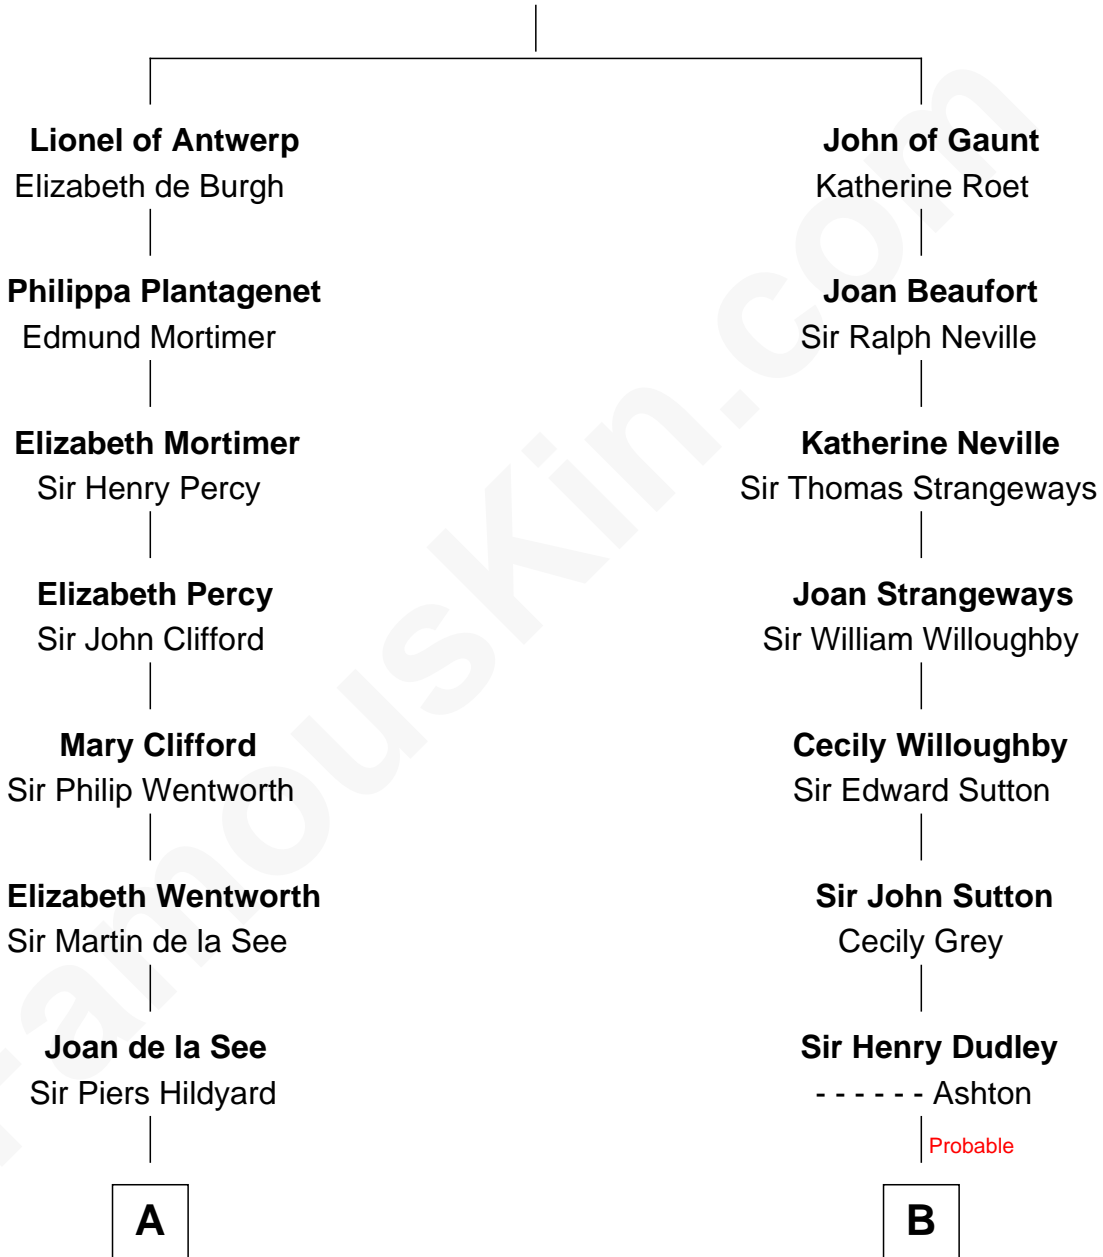 Lionel of Antwerp
Elizabeth de Burgh
Philippa Plantagenet
Edmund Mortimer
Elizabeth Mortimer
Sir Henry Percy
Elizabeth Percy
Sir John Clifford
Mary Clifford
Sir Philip Wentworth
Elizabeth Wentworth
Sir Martin de la See
Joan de la See
Sir Piers Hildyard
A
John of Gaunt
Katherine Roet
Joan Beaufort
Sir Ralph Neville
Katherine Neville
Sir Thomas Strangeways
Joan Strangeways
Sir William Willoughby
Cecily Willoughby
Sir Edward Sutton
Sir John Sutton
Cecily Grey
Sir Henry Dudley
- - - - - - Ashton
Probable
B
FamousKin.com